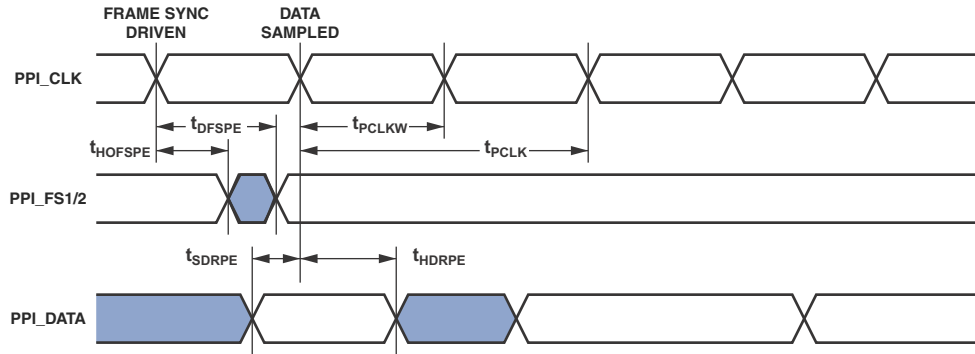 FRAME SYNC
DRIVEN
DATA
SAMPLED
PPI_CLK
tDFSPE
tPCLKW
tHOFSPE
tPCLK
PPI_FS1/2
tSDRPE
tHDRPE
PPI_DATA